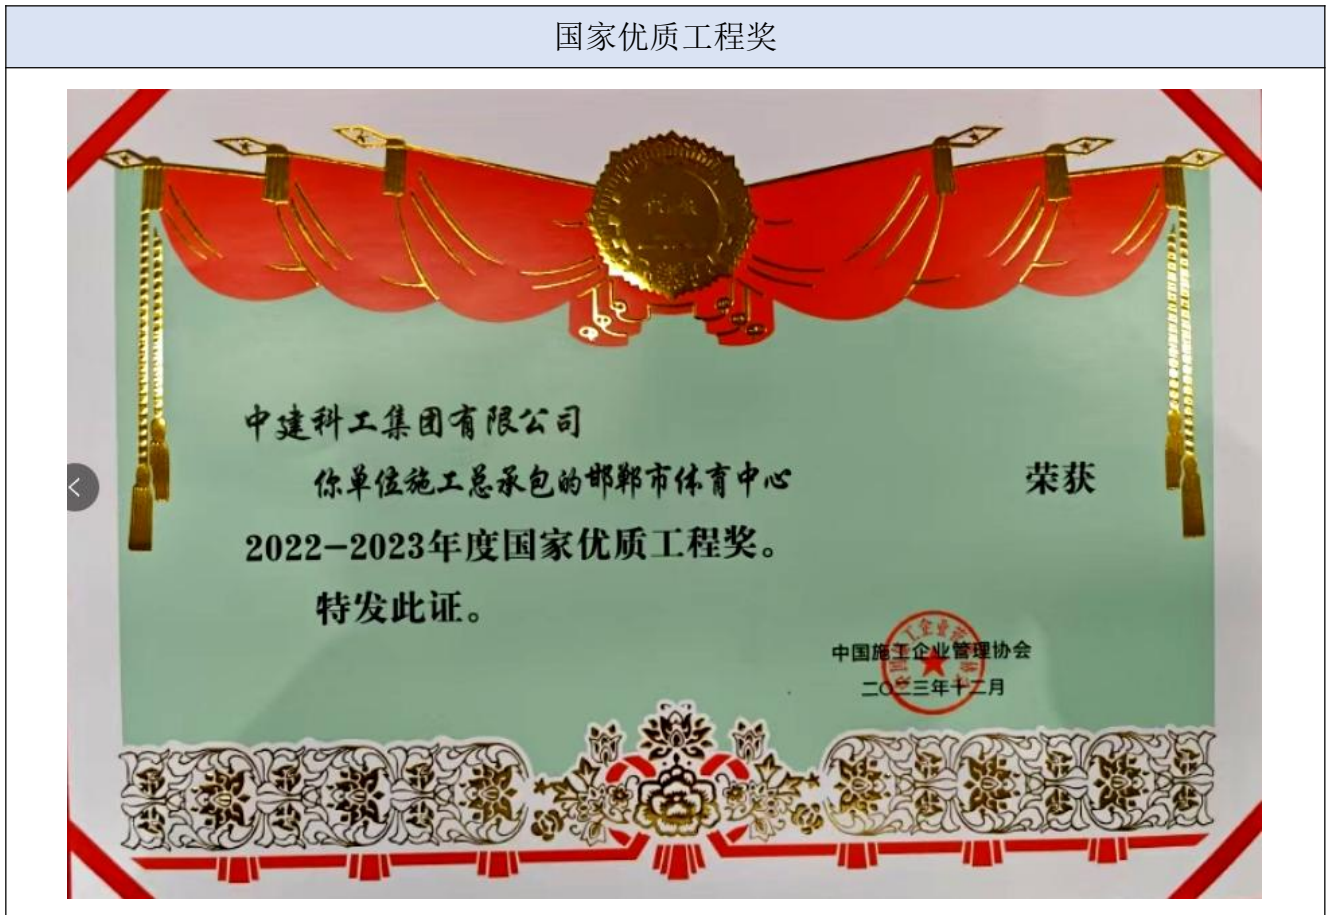 国家优质工程奖
中建科工集团有限公司
你单位施工总承包的邯郸市体育中心 荣获
2022-2023年度国家优质工程奖。
特发此证。
中国施工企业管理协会
二〇二三年十二月